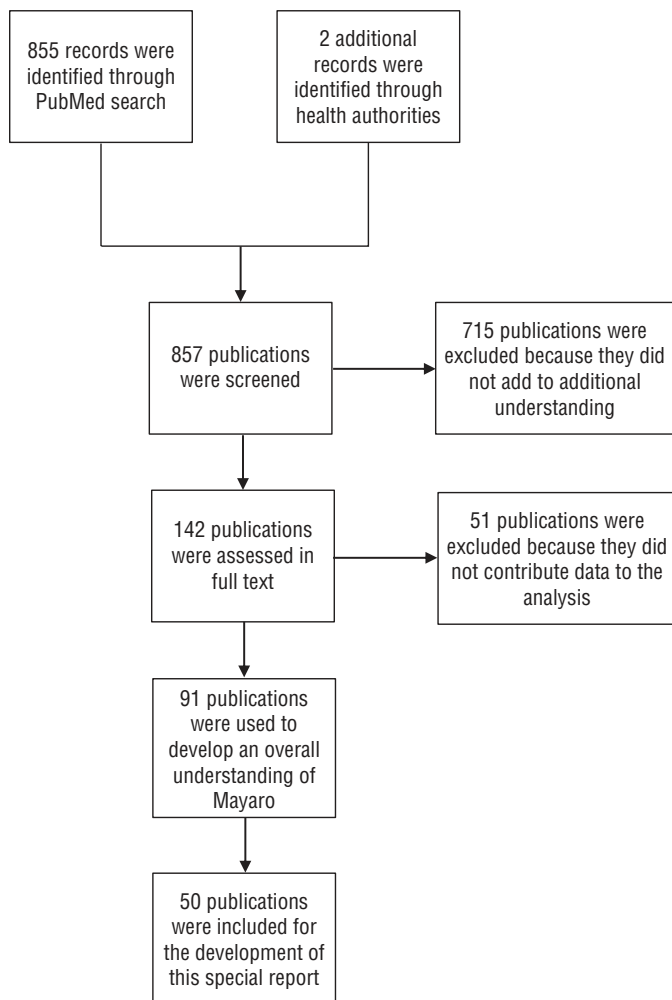 855 records were
identified through
PubMed search
2 additional
records were
identified through
health authorities
857 publications
were screened
715 publications were
excluded because they did
not add to additional
understanding
142 publications
were assessed in
full text
51 publications were
excluded because they did
not contribute data to the
analysis
91 publications
were used to
develop an overall
understanding of
Mayaro
50 publications
were included for
the development of
this special report